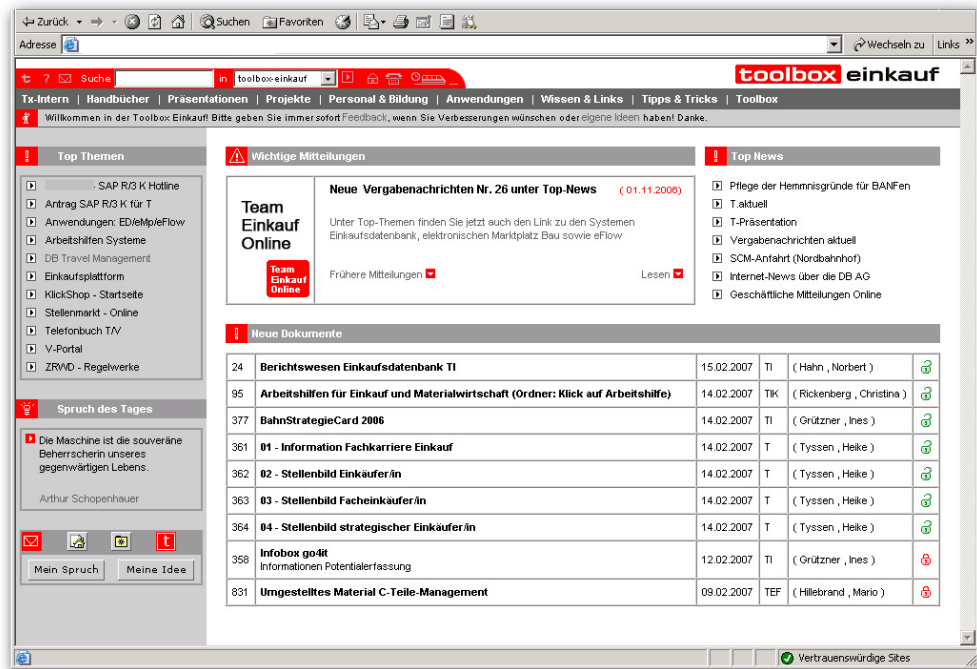 Zurück Suchen Favoriten
Adresse Wechseln zu Links »
t ? Suche in toolbox-einkauf toolbox einkauf
Tx-Intern | Handbücher | Präsentationen | Projekte | Personal & Bildung | Anwendungen | Wissen & Links | Tipps & Tricks | Toolbox
Willkommen in der Toolbox Einkauf! Bitte geben Sie immer sofort Feedback, wenn Sie Verbesserungen wünschen oder eigene Ideen haben! Danke.
! Top Themen
- SAP R/3 K Hotline
Antrag SAP R/3 K für T
Anwendungen: ED/eMp/eFlow
Arbeitshilfen Systeme
DB Travel Management
Einkaufsplattform
KlickShop - Startseite
Stellenmarkt - Online
Telefonbuch T/V
V-Portal
ZRWD - Regelwerke
Spruch des Tages
Die Maschine ist die souveräne
Beherrscherin unseres
gegenwärtigen Lebens.
Arthur Schopenhauer
t
Mein Spruch Meine Idee
! Wichtige Mitteilungen
Team
Einkauf
Online
Team
Einkauf
Online
Neue Vergabenachrichten Nr. 26 unter Top-News (01.11.2006)
Unter Top-Themen finden Sie jetzt auch den Link zu den Systemen
Einkaufsdatenbank, elektronischen Marktplatz Bau sowie eFlow
Frühere Mitteilungen Lesen
! Top News
Pflege der Hemmnisgründe für BANFen
T.aktuell
T-Präsentation
Vergabenachrichten aktuell
SCM-Anfahrt (Nordbahnhof)
Internet-News über die DB AG
Geschäftliche Mitteilungen Online
! Neue Dokumente
24 Berichtswesen Einkaufsdatenbank TI 15.02.2007 TI ( Hahn , Norbert )
95 Arbeitshilfen für Einkauf und Materialwirtschaft (Ordner: Klick auf Arbeitshilfe) 14.02.2007 TIK ( Rickenberg , Christina )
377 BahnStrategieCard 2006 14.02.2007 TI ( Grützner , Ines )
361 01 - Information Fachkarriere Einkauf 14.02.2007 T ( Tyssen , Heike )
362 02 - Stellenbild Einkäufer/in 14.02.2007 T ( Tyssen , Heike )
363 03 - Stellenbild Facheinkäufer/in 14.02.2007 T ( Tyssen , Heike )
364 04 - Stellenbild strategischer Einkäufer/in 14.02.2007 T ( Tyssen , Heike )
358 Infobox go4it 12.02.2007 TI ( Grützner , Ines )
Informationen Potentialerfassung
831 Umgestelltes Material C-Teile-Management 09.02.2007 TEF ( Hillebrand , Mario )
Vertrauenswürdige Sites